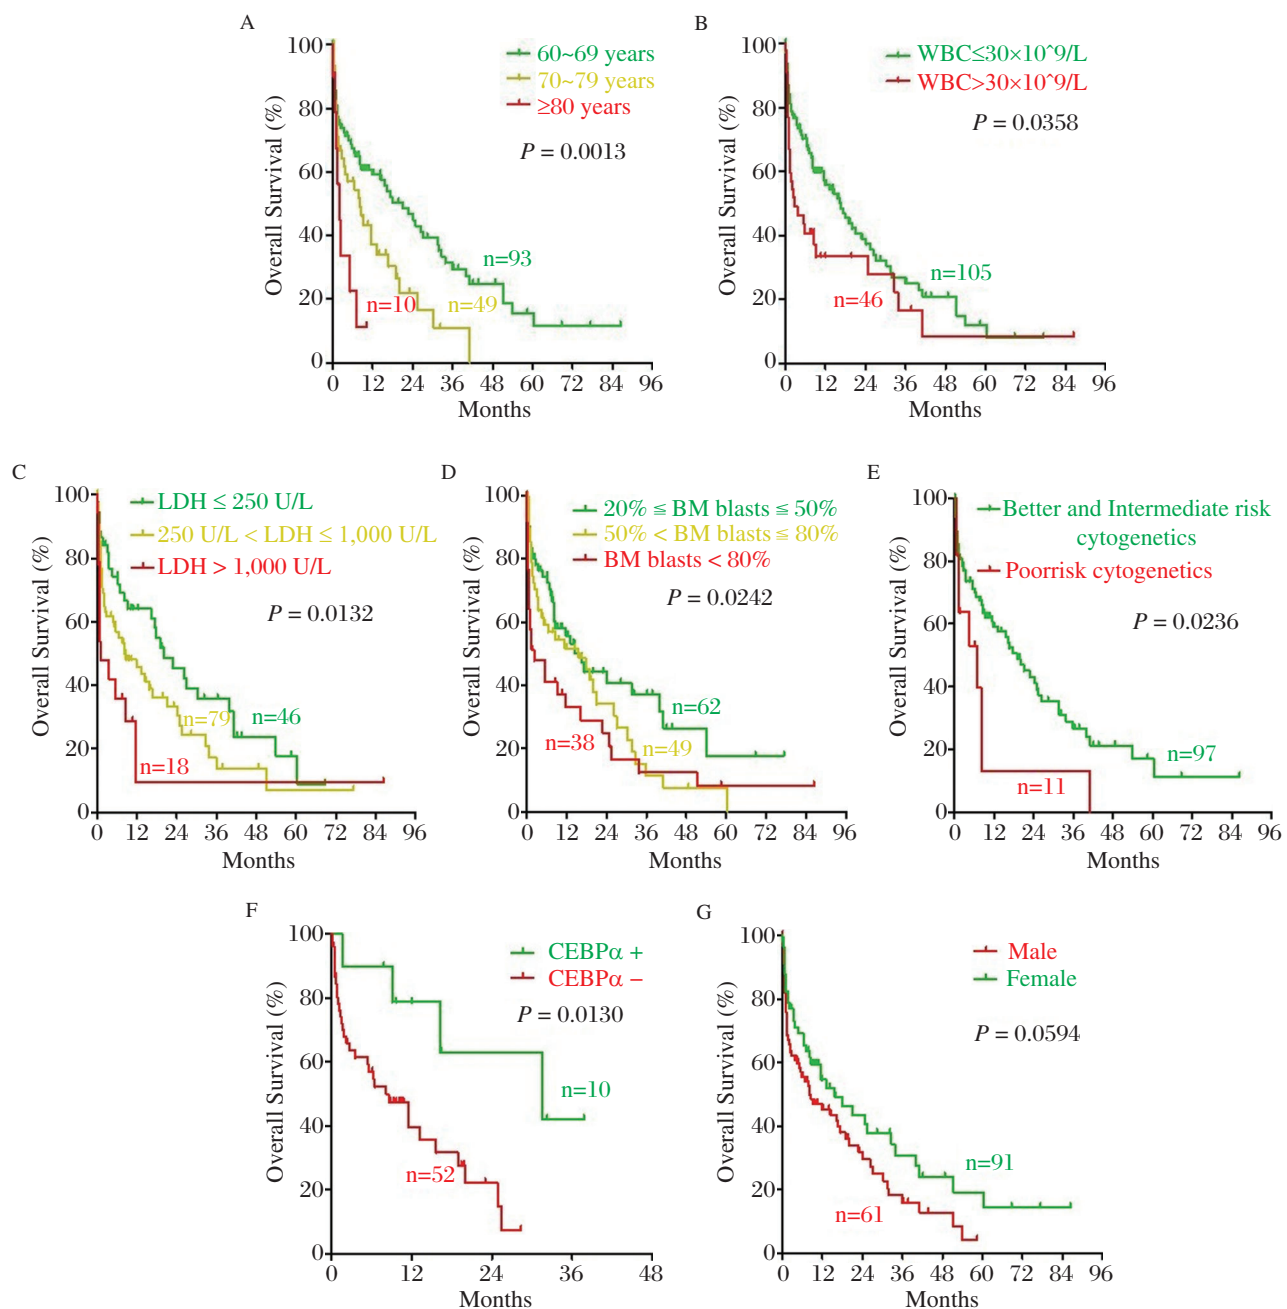 A
100
80
60
40
20
0
Overall Survival (%)
60~69 years
70~79 years
≥80 years
P = 0.0013
n=93
n=10
n=49
0 12 24 36 48 60 72 84 96
Months
B
100
80
60
40
20
0
Overall Survival (%)
WBC≤30×10^9/L
WBC>30×10^9/L
P = 0.0358
n=105
n=46
0 12 24 36 48 60 72 84 96
Months
C
100
80
60
40
20
0
Overall Survival (%)
LDH ≤ 250 U/L
250 U/L < LDH ≤ 1,000 U/L
LDH > 1,000 U/L
P = 0.0132
n=79
n=46
n=18
0 12 24 36 48 60 72 84 96
Months
D
100
80
60
40
20
0
Overall Survival (%)
20% ≦ BM blasts ≦ 50%
50% < BM blasts ≦ 80%
BM blasts < 80%
P = 0.0242
n=62
n=38
n=49
0 12 24 36 48 60 72 84 96
Months
E
100
80
60
40
20
0
Overall Survival (%)
Better and Intermediate risk
cytogenetics
Poorrisk cytogenetics
P = 0.0236
n=97
n=11
0 12 24 36 48 60 72 84 96
Months
F
100
80
60
40
20
0
Overall Survival (%)
CEBPα +
CEBPα −
P = 0.0130
n=10
n=52
0 12 24 36 48
Months
G
100
80
60
40
20
0
Overall Survival (%)
Male
Female
P = 0.0594
n=91
n=61
0 12 24 36 48 60 72 84 96
Months